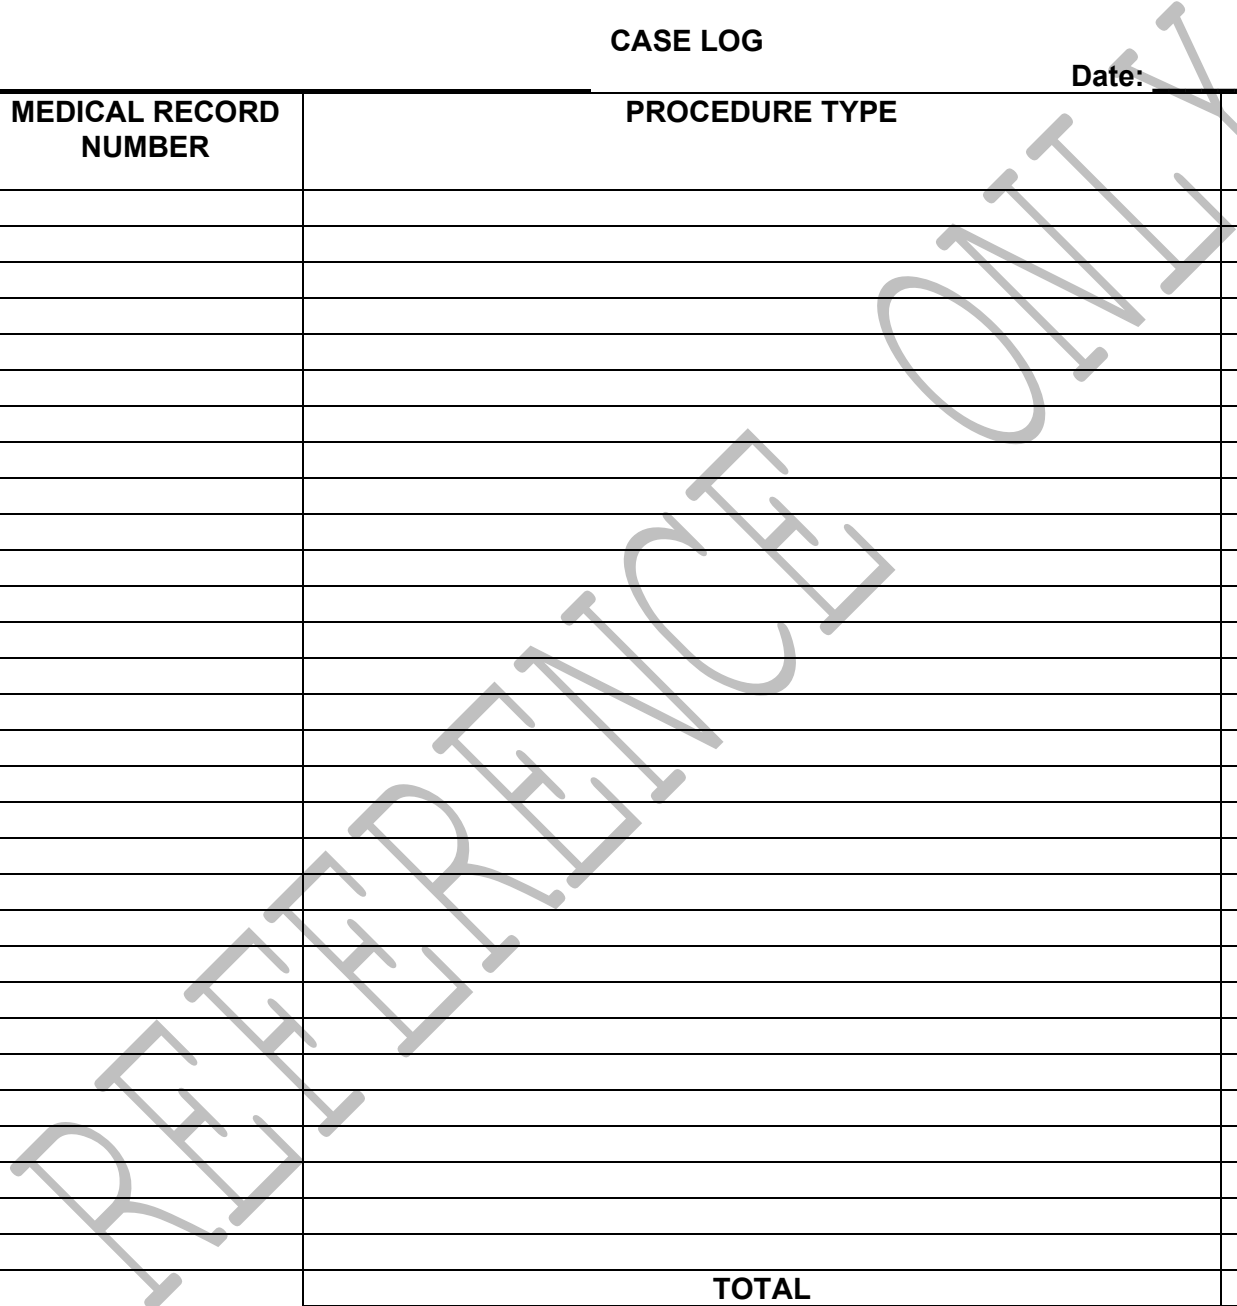 CASE LOG
Date:
MEDICAL RECORD NUMBER
PROCEDURE TYPE
TOTAL
REFERENCE ONLY